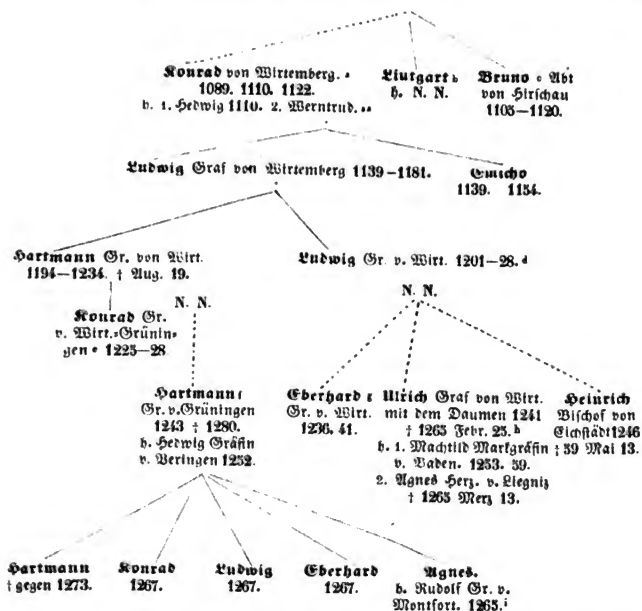 Konrad von Wirtemberg. a
1089. 1110. 1122.
h. 1. Hedwig 1110. 2. Werntrud. aa
Liutgart b
h. N. N.
Bruno c Abt
von Hirschau
1105–1120.
Ludwig Graf von Wirtemberg 1139–1181.
Emicho
1139. 1154.
Hartmann Gr. von Wirt.
1194–1234. † Aug. 19.
Ludwig Gr. v. Wirt. 1201–28. d
N. N.
N. N.
Konrad Gr.
v. Wirt.=Grünin=
gen e 1225–28
Hartmann f
Gr. v. Grüningen
1243 † 1280.
h. Hedwig Gräfin
v. Veringen 1252.
Eberhard g
Gr. v. Wirt.
1236. 41.
Ulrich Graf von Wirt.
mit dem Daumen 1241
† 1265 Febr. 25. h
h. 1. Machtild Markgräfin
v. Baden. 1253. 59.
2. Agnes Herz. v. Liegniz
† 1265 Merz 13.
Heinrich
Bischof von
Eichstädt 1246
† 59 Mai 13.
Hartmann
† gegen 1273.
Konrad
1267.
Ludwig
1267.
Eberhard
1267.
Agnes.
h. Rudolf Gr. v.
Montfort. 1265. i